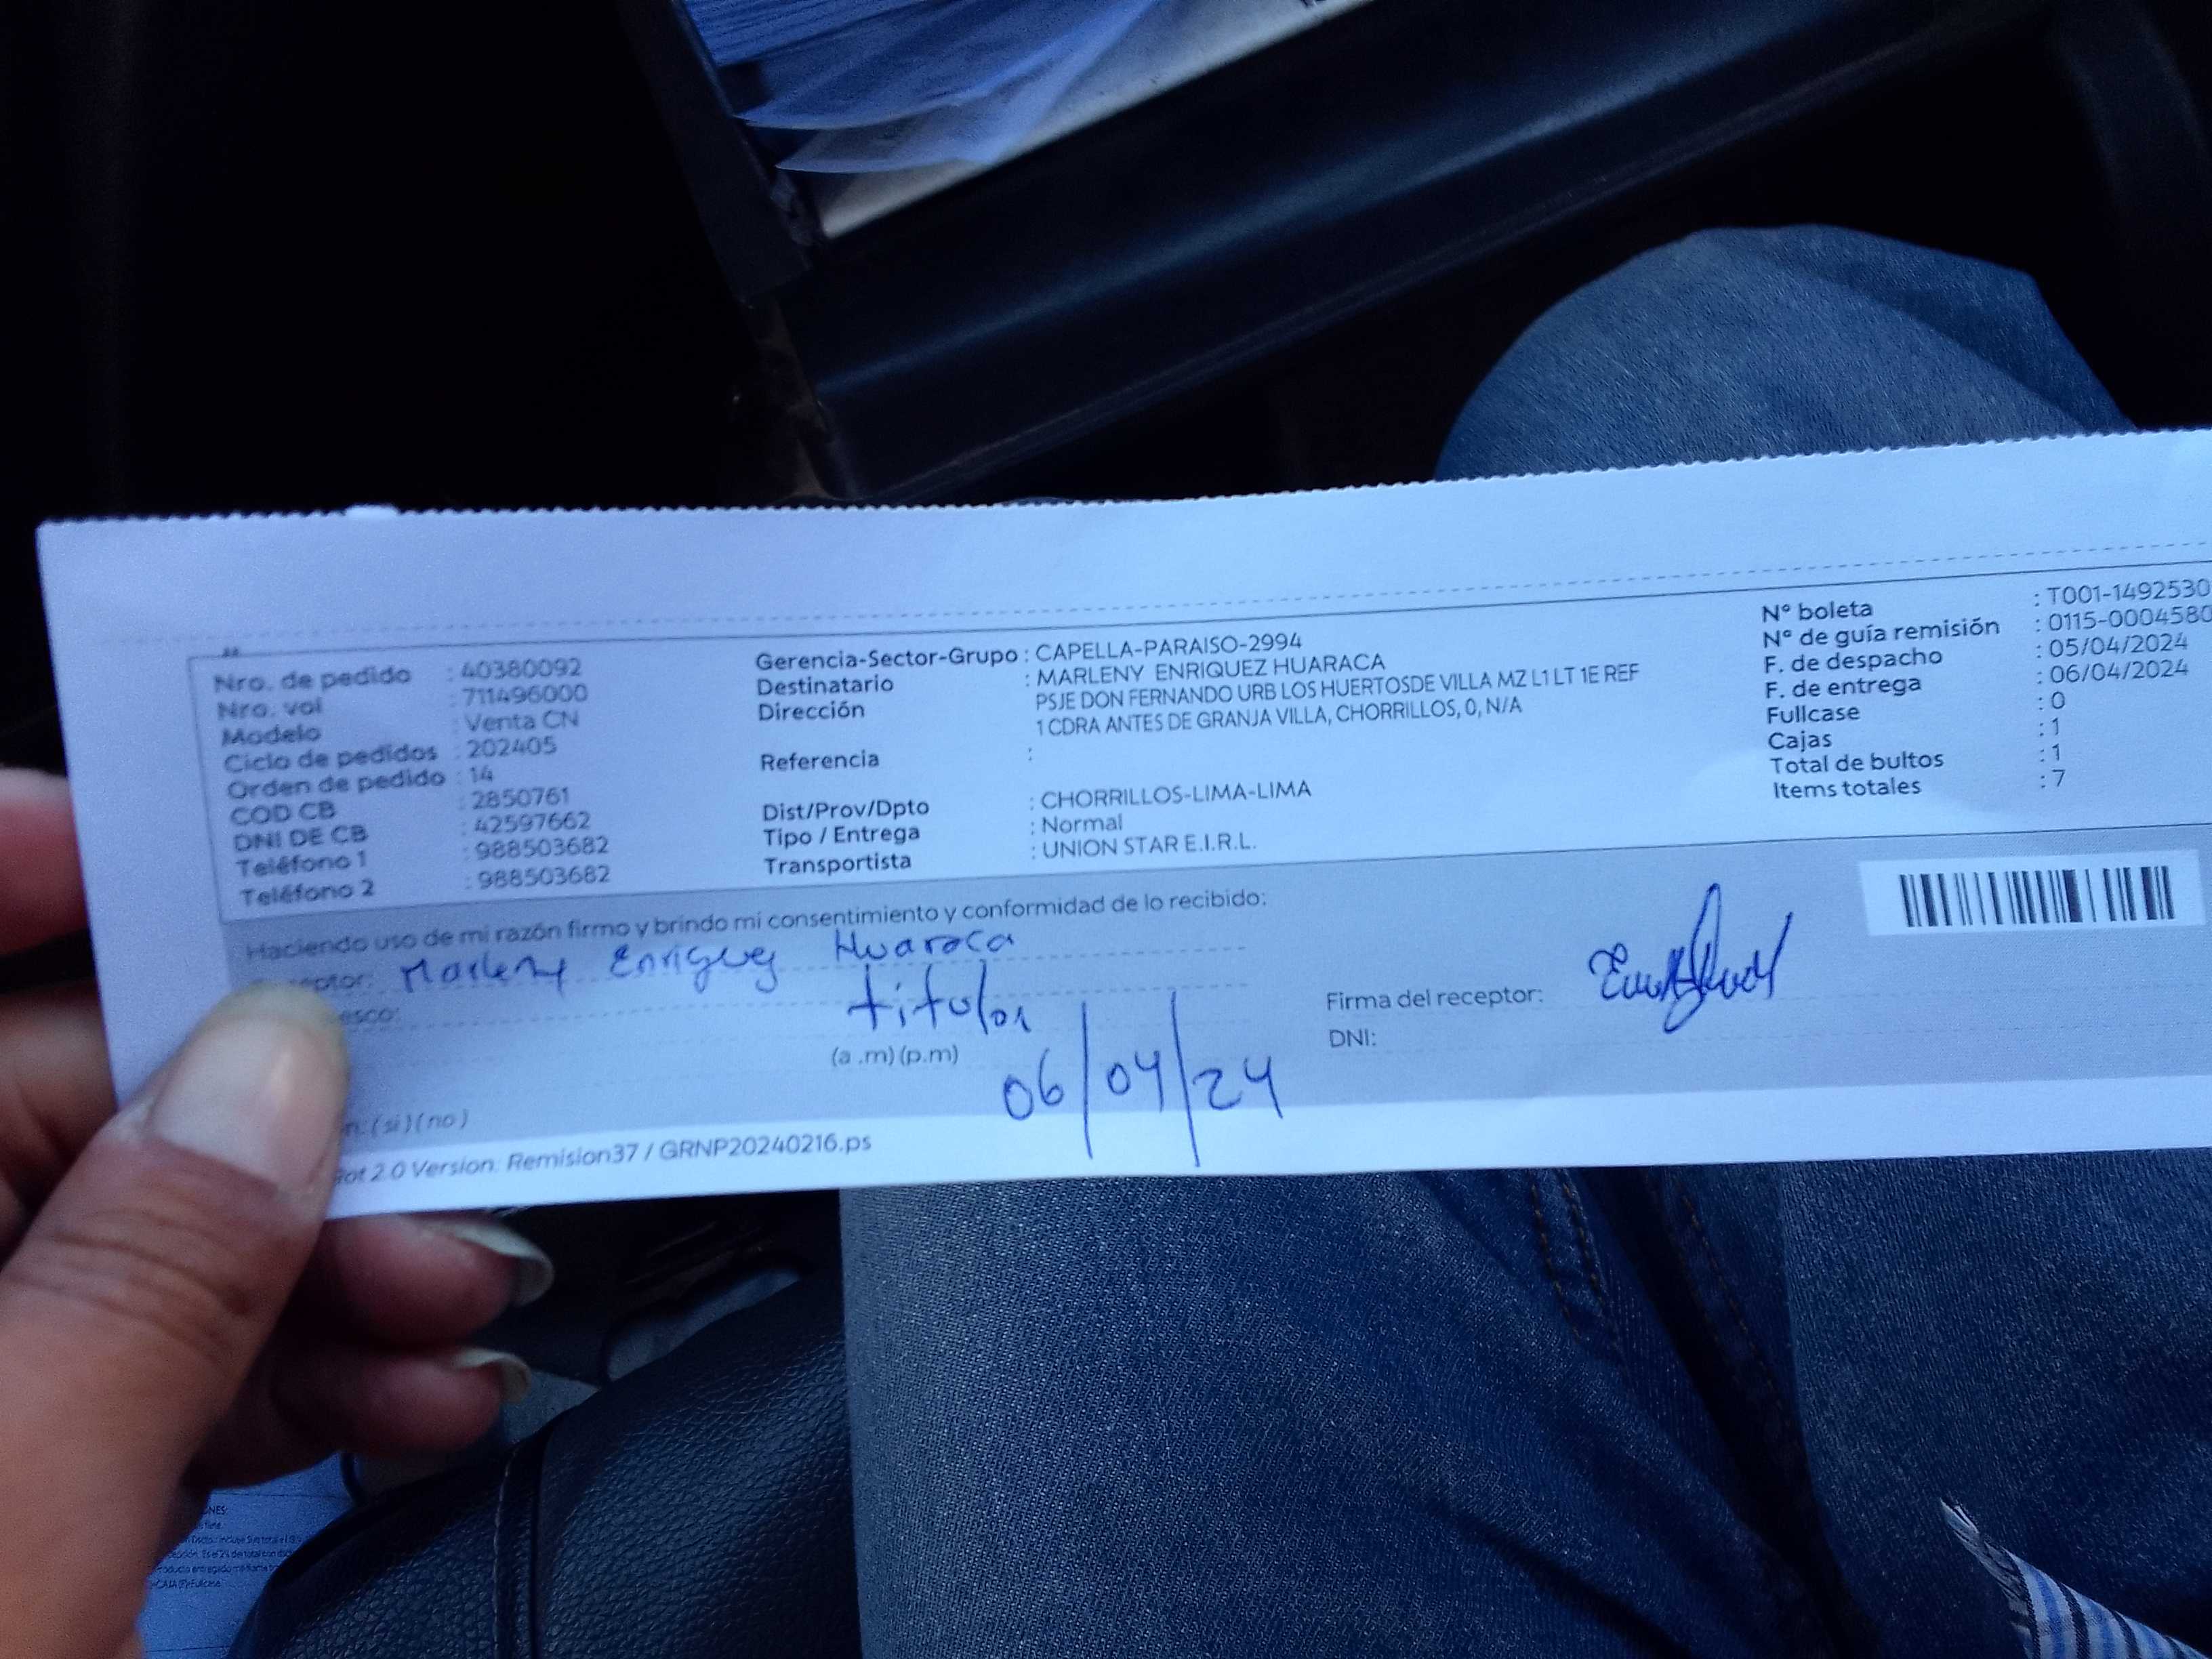 Nro. de pedido : 40380092
Nro. vol : 711496000
Modelo : Venta CN
Ciclo de pedidos : 202405
Orden de pedido : 14
COD CB : 2850761
DNI DE CB : 42597662
Teléfono 1 : 988503682
Teléfono 2 : 988503682
Gerencia-Sector-Grupo : CAPELLA-PARAISO-2994
Destinatario : MARLENY ENRIQUEZ HUARACA
Dirección PSJE DON FERNANDO URB LOS HUERTOSDE VILLA MZ L1 LT 1E REF
1 CDRA ANTES DE GRANJA VILLA, CHORRILLOS, 0, N/A
Referencia :
Dist/Prov/Dpto : CHORRILLOS-LIMA-LIMA
Tipo / Entrega : Normal
Transportista : UNION STAR E.I.R.L.
N° boleta : T001-1492530
N° de guía remisión : 0115-0004580
F. de despacho : 05/04/2024
F. de entrega : 06/04/2024
Fullcase : 0
Cajas : 1
Total de bultos : 1
Items totales : 7
Haciendo uso de mi razón firmo y brindo mi consentimiento y conformidad de lo recibido:
ptor: Marleny Enriquez Huaraca
esco: titular
(a .m) (p.m) 06/04/24
Firma del receptor:
DNI:
n: (si) (no)
ot 2.0 Version: Remision37 / GRNP20240216.ps